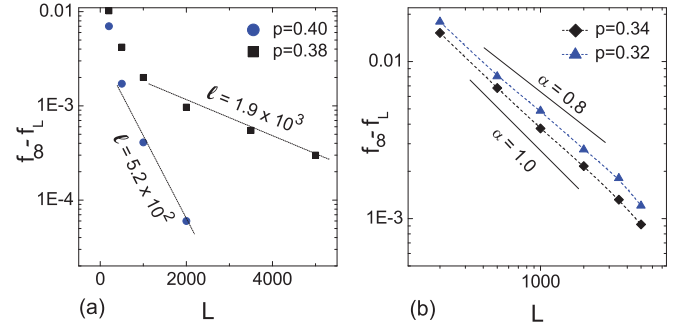 0.01
1E-3
1E-4
f∞-fL
p=0.40
p=0.38
ℓ = 1.9 x 10³
ℓ = 5.2 x 10²
0 2000 4000
(a)
L
0.01
1E-3
f∞-fL
p=0.34
p=0.32
α = 0.8
α = 1.0
1000
(b)
L